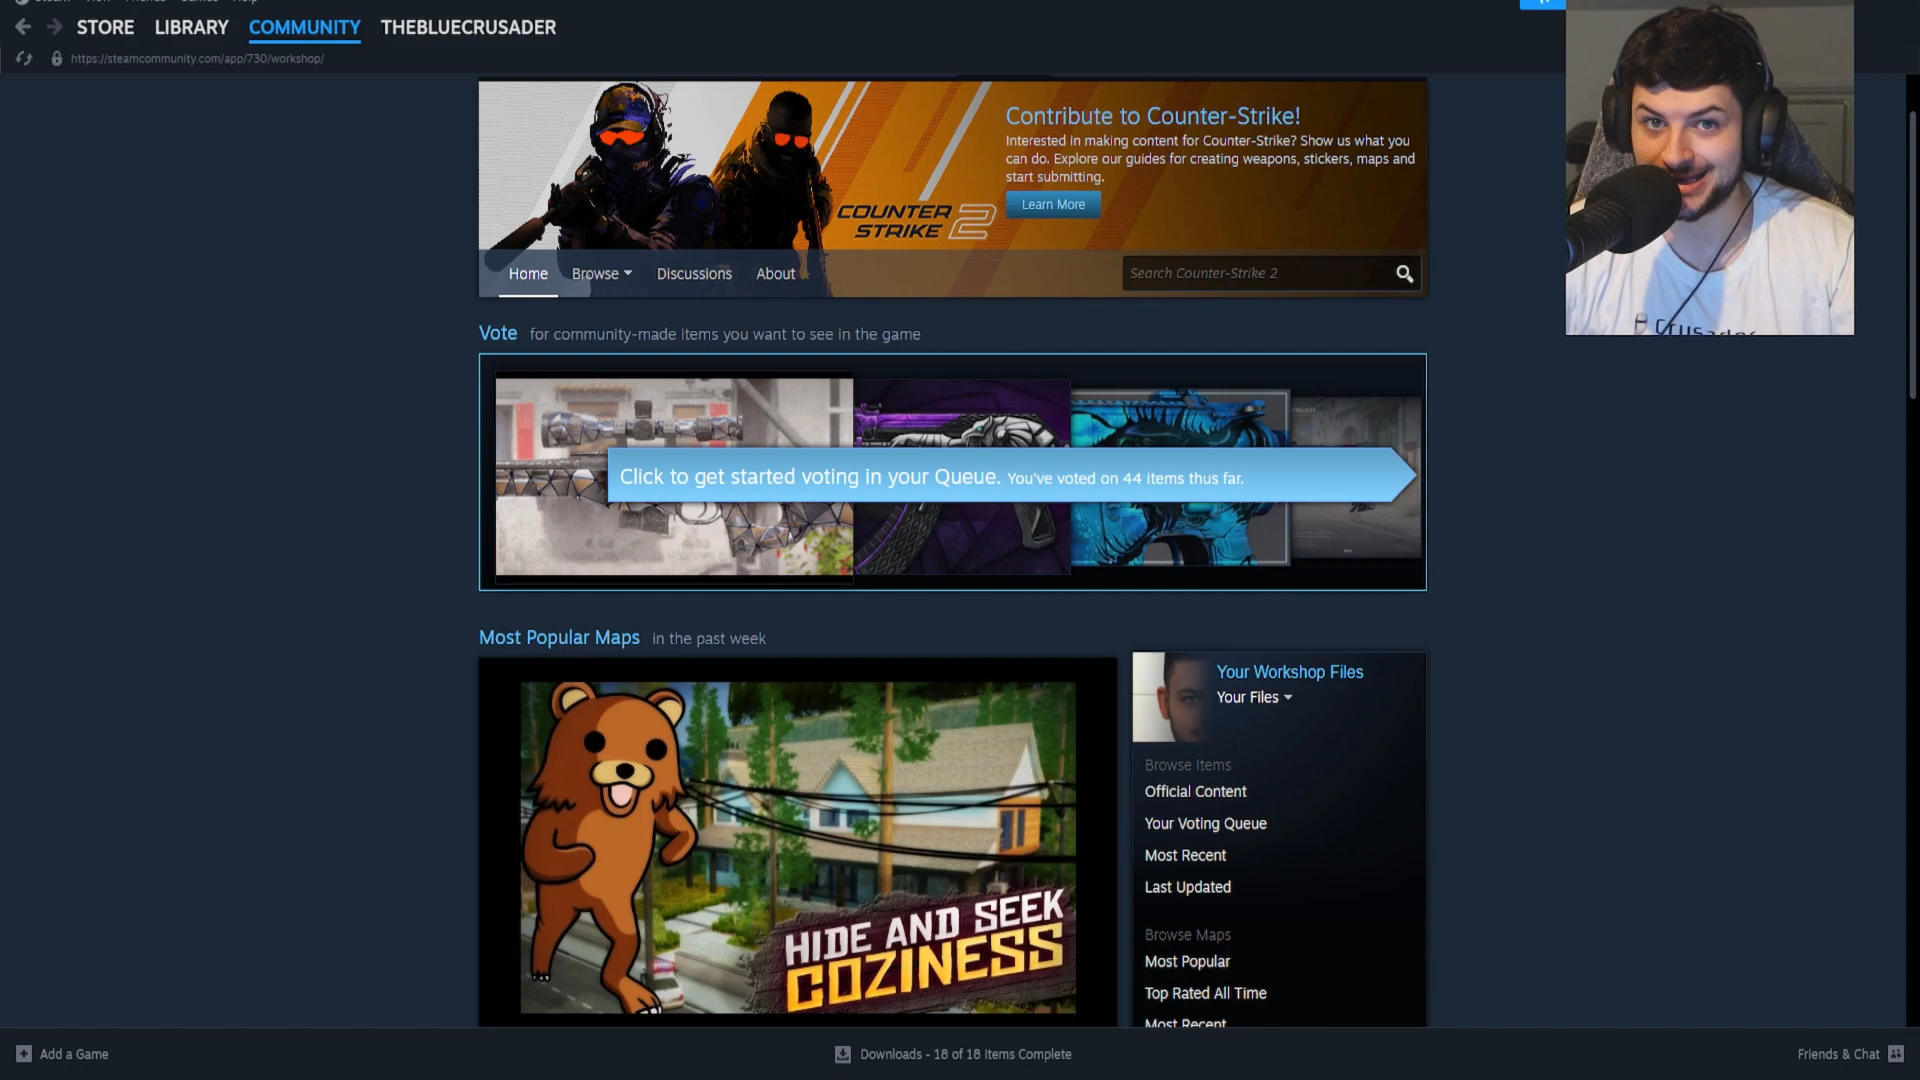 STORE LIBRARY COMMUNITY THEBLUECRUSADER
https://steamcommunity.com/app/730/workshop/
Contribute to Counter-Strike!
Interested in making content for Counter-Strike? Show us what you
can do. Explore our guides for creating weapons, stickers, maps and
start submitting.
Learn More
COUNTER
STRIKE 2
Home Browse Discussions About
Search Counter-Strike 2
Vote for community-made items you want to see in the game
Click to get started voting in your Queue. You've voted on 44 items thus far.
Most Popular Maps in the past week
HIDE AND SEEK
COZINESS
Your Workshop Files
Your Files
Browse Items
Official Content
Your Voting Queue
Most Recent
Last Updated
Browse Maps
Most Popular
Top Rated All Time
Most Recent
Add a Game
Downloads - 18 of 18 Items Complete
Friends & Chat